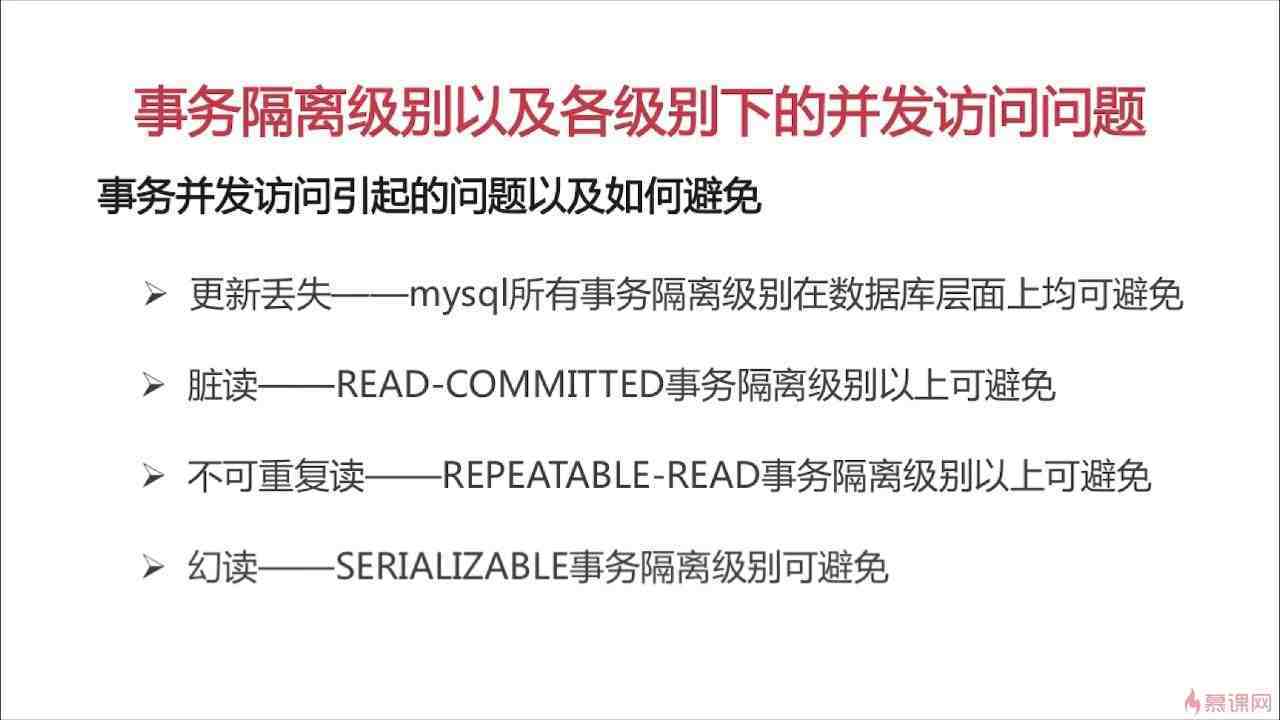 事务隔离级别以及各级别下的并发访问问题
事务并发访问引起的问题以及如何避免
➢ 更新丢失——mysql所有事务隔离级别在数据库层面上均可避免
➢ 脏读——READ-COMMITTED事务隔离级别以上可避免
➢ 不可重复读——REPEATABLE-READ事务隔离级别以上可避免
➢ 幻读——SERIALIZABLE事务隔离级别可避免
慕课网